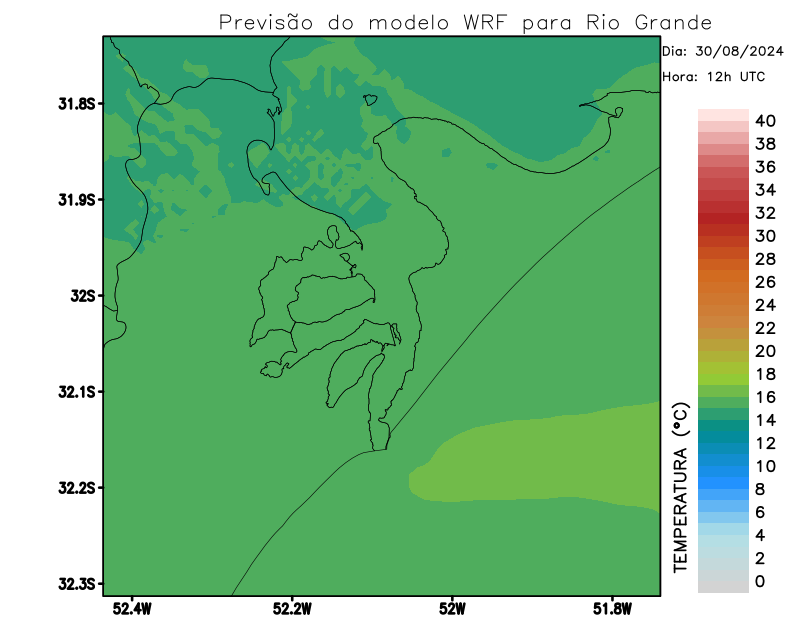 Previsão do modelo WRF para Rio Grande
Dia: 30/08/2024
Hora: 12h UTC
31.8S
31.9S
32S
32.1S
32.2S
32.3S
52.4W
52.2W
52W
51.8W
TEMPERATURA (°C)
40
38
36
34
32
30
28
26
24
22
20
18
16
14
12
10
8
6
4
2
0